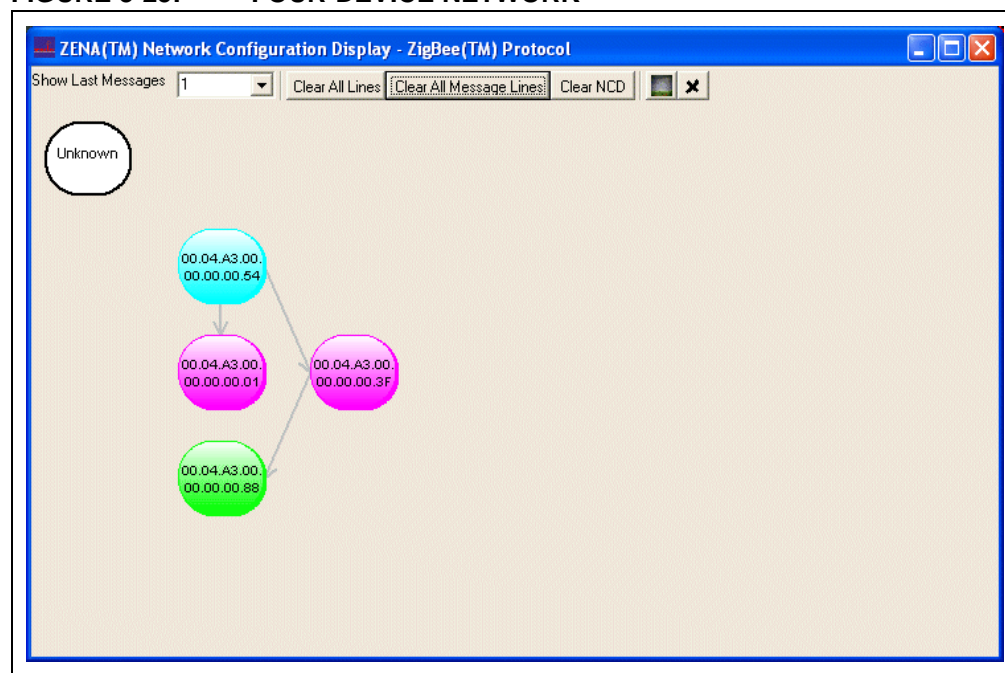 ZENA(TM) Network Configuration Display - ZigBee(TM) Protocol
Show Last Messages 1 Clear All Lines Clear All Message Lines Clear NCD
Unknown
00.04.A3.00.
00.00.00.54
00.04.A3.00.
00.00.00.01
00.04.A3.00.
00.00.00.3F
00.04.A3.00.
00.00.00.88